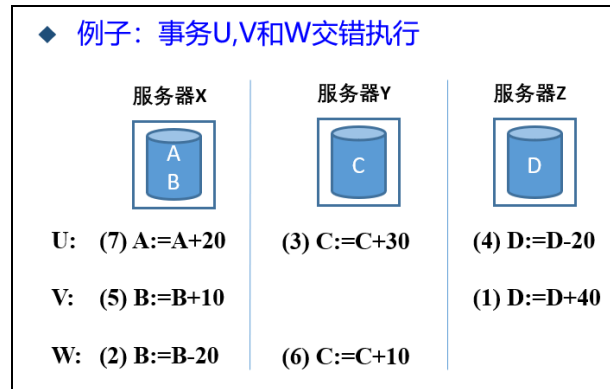 ◆ 例子：事务U,V和W交错执行
服务器X 服务器Y 服务器Z
A
B
C
D
U: (7) A:=A+20 (3) C:=C+30 (4) D:=D-20
V: (5) B:=B+10 (1) D:=D+40
W: (2) B:=B-20 (6) C:=C+10